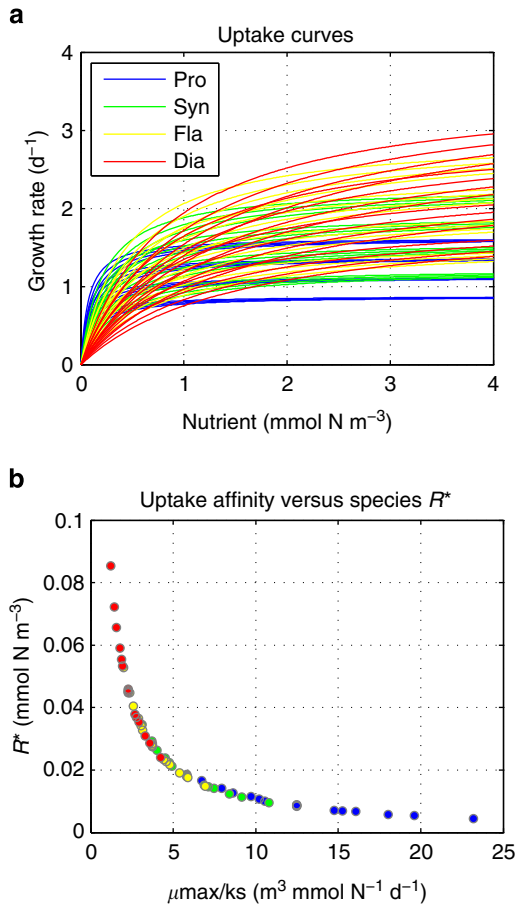 a
Uptake curves
4
3
2
1
0
Growth rate (d⁻¹)
Pro
Syn
Fla
Dia
0 1 2 3 4
Nutrient (mmol N m⁻³)
b
Uptake affinity versus species R*
0.1
0.08
0.06
0.04
0.02
0
R* (mmol N m⁻³)
0 5 10 15 20 25
μmax/ks (m³ mmol N⁻¹ d⁻¹)